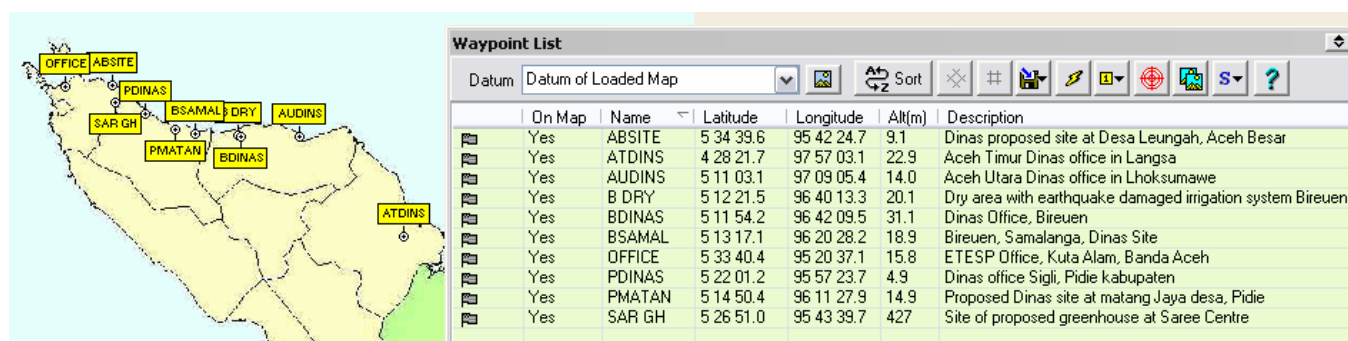 OFFICE ABSITE
PDINAS
SAR GH
BSAMAL B DRY AUDINS
PMATAN BDINAS
ATDINS
Waypoint List
Datum Datum of Loaded Map Sort
On Map Name Latitude Longitude Alt(m) Description
Yes ABSITE 5 34 39.6 95 42 24.7 9.1 Dinas proposed site at Desa Leungah, Aceh Besar
Yes ATDINS 4 28 21.7 97 57 03.1 22.9 Aceh Timur Dinas office in Langsa
Yes AUDINS 5 11 03.1 97 09 05.4 14.0 Aceh Utara Dinas office in Lhoksumawe
Yes B DRY 5 12 21.5 96 40 13.3 20.1 Dry area with earthquake damaged irrigation system Bireuen
Yes BDINAS 5 11 54.2 96 42 09.5 31.1 Dinas Office, Bireuen
Yes BSAMAL 5 13 17.1 96 20 28.2 18.9 Bireuen, Samalanga, Dinas Site
Yes OFFICE 5 33 40.4 95 20 37.1 15.8 ETESP Office, Kuta Alam, Banda Aceh
Yes PDINAS 5 22 01.2 95 57 23.7 4.9 Dinas office Sigli, Pidie kabupaten
Yes PMATAN 5 14 50.4 96 11 27.9 14.9 Proposed Dinas site at matang Jaya desa, Pidie
Yes SAR GH 5 26 51.0 95 43 39.7 427 Site of proposed greenhouse at Saree Centre